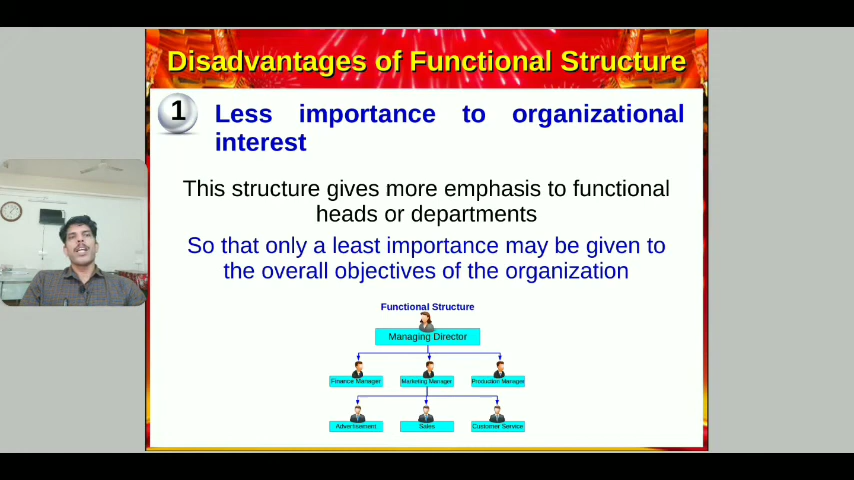 Disadvantages of Functional Structure
1
Less importance to organizational
interest
This structure gives more emphasis to functional
heads or departments
So that only a least importance may be given to
the overall objectives of the organization
Functional Structure
Managing Director
Finance Manager
Marketing Manager
Production Manager
Advertisement
Sales
Customer Service